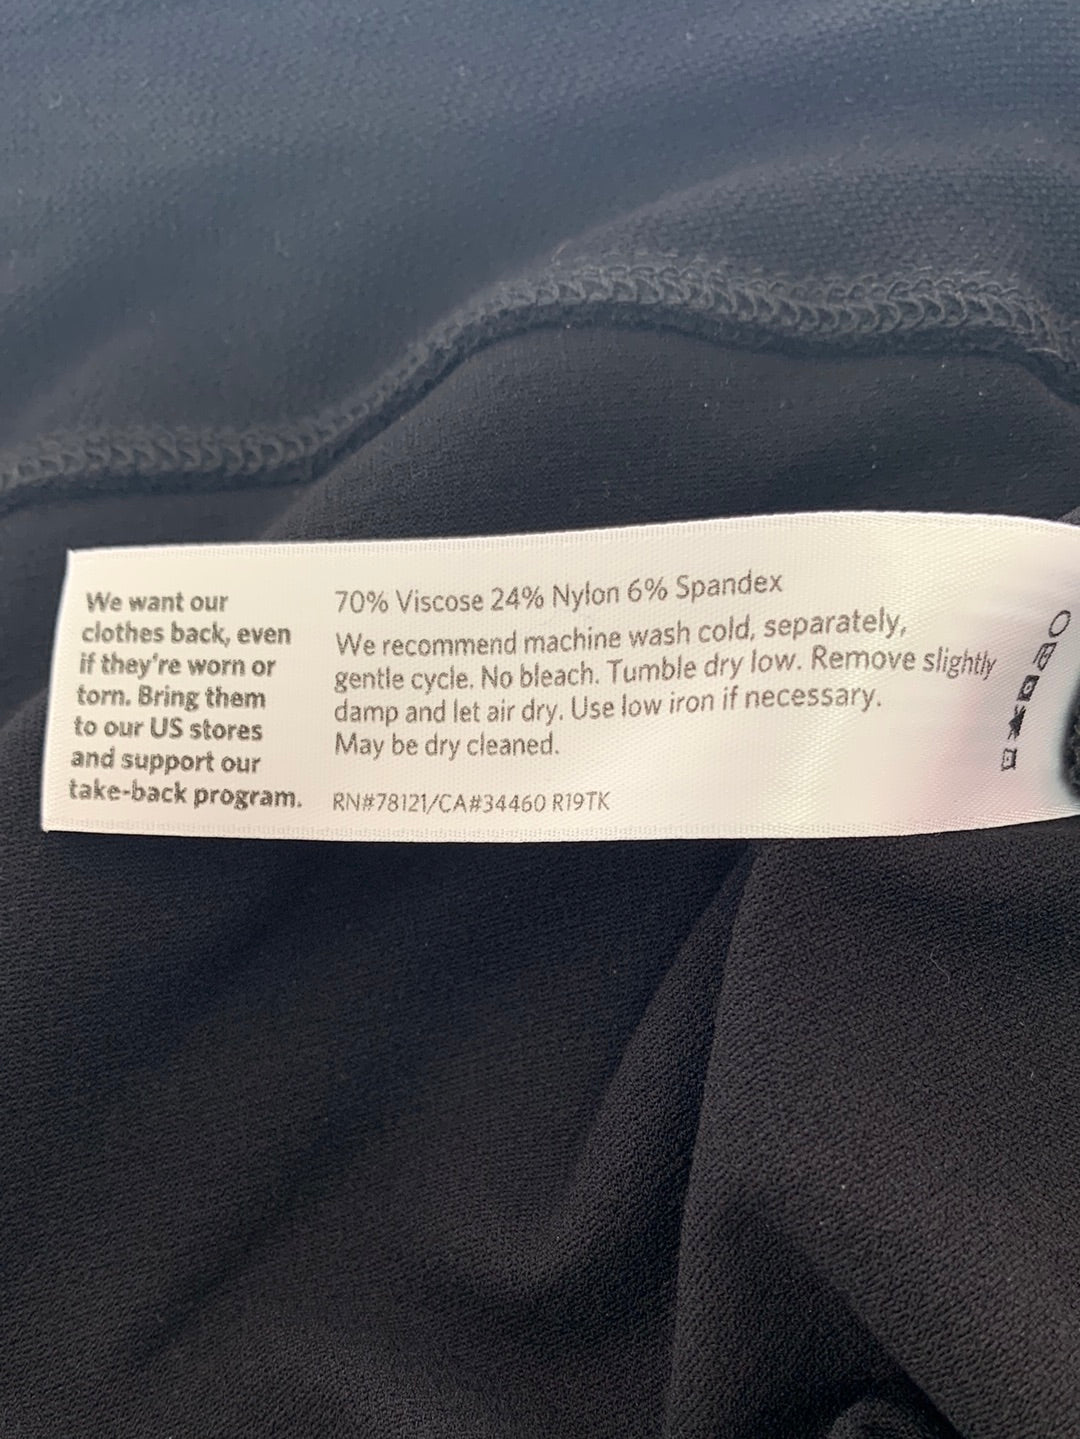 We want our
clothes back, even
if they're worn or
torn. Bring them
to our US stores
and support our
take-back program.
70% Viscose 24% Nylon 6% Spandex
We recommend machine wash cold, separately,
gentle cycle. No bleach. Tumble dry low. Remove slightly
damp and let air dry. Use low iron if necessary.
May be dry cleaned.
RN#78121/CA#34460 R19TK